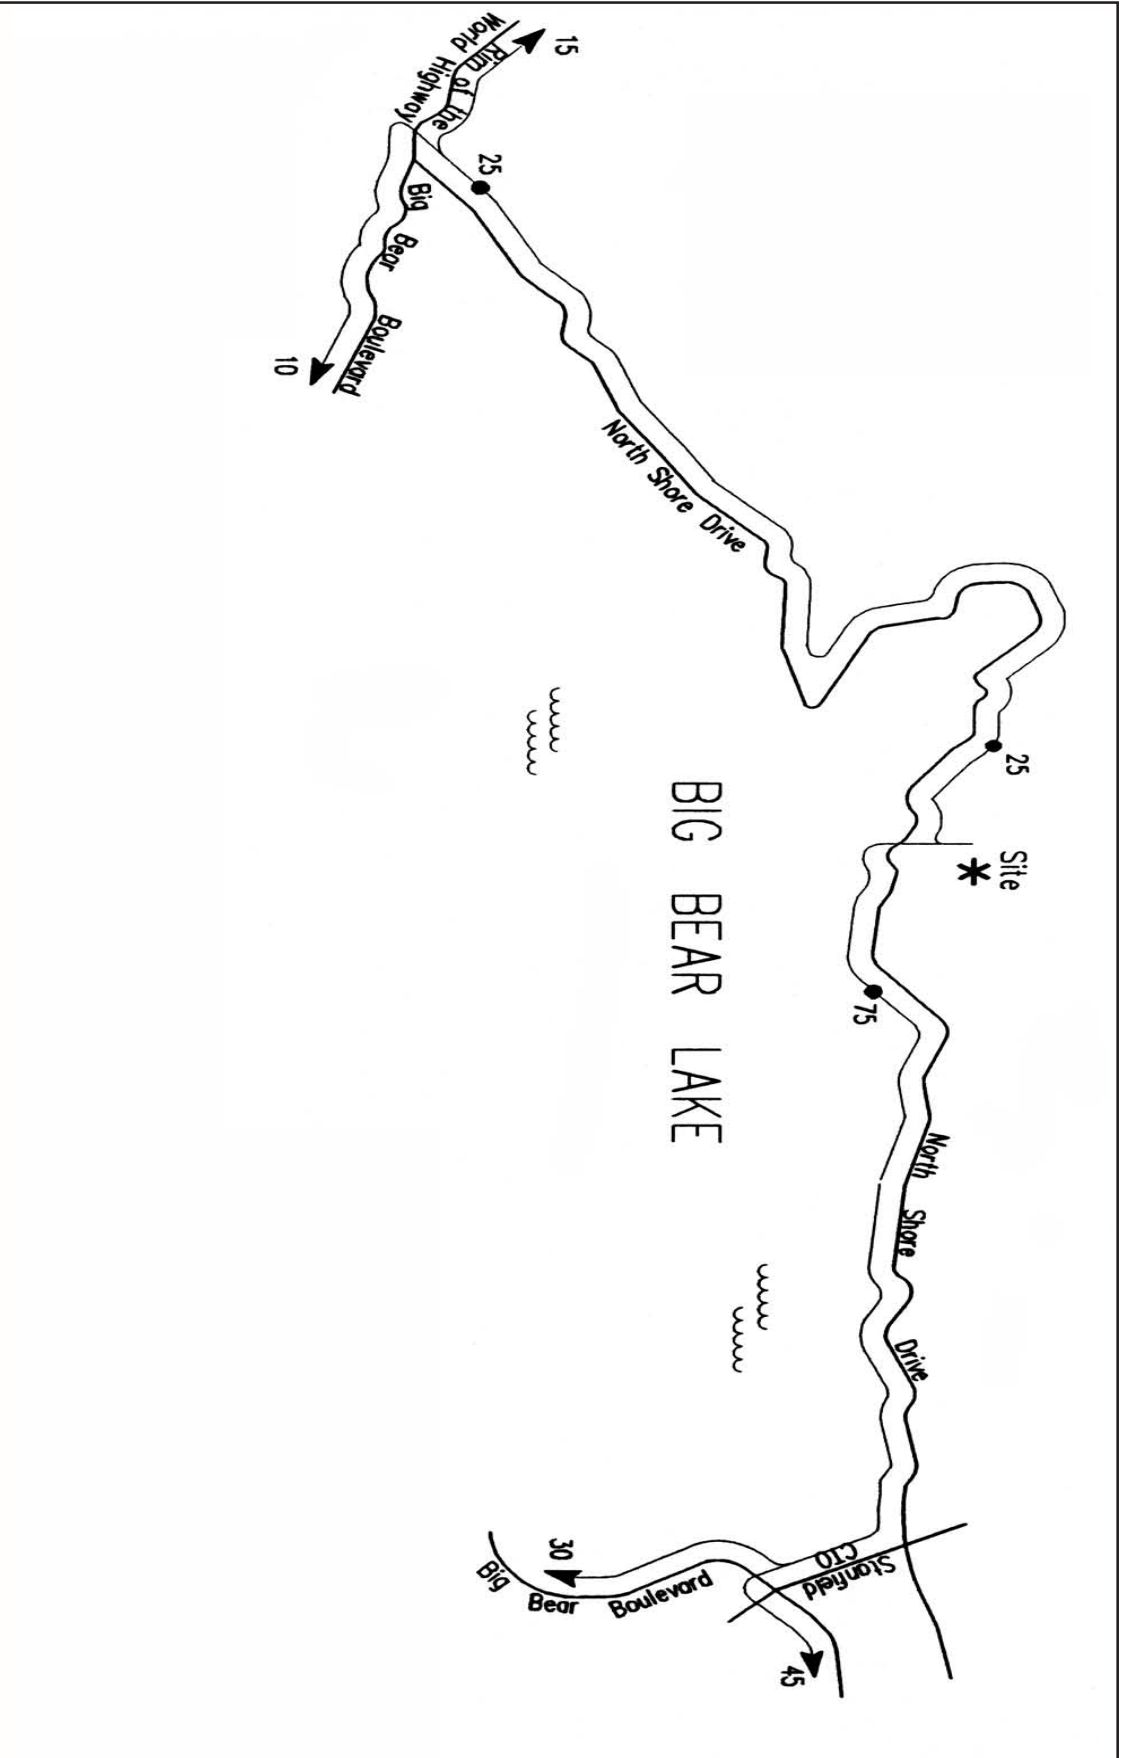 15
Rim of the
World Highway
25
Big Bear Boulevard
10
North Shore Drive
25
Site
*
75
BIG BEAR LAKE
North Shore Drive
Stanfield
CTO
30
Big Bear Boulevard
45